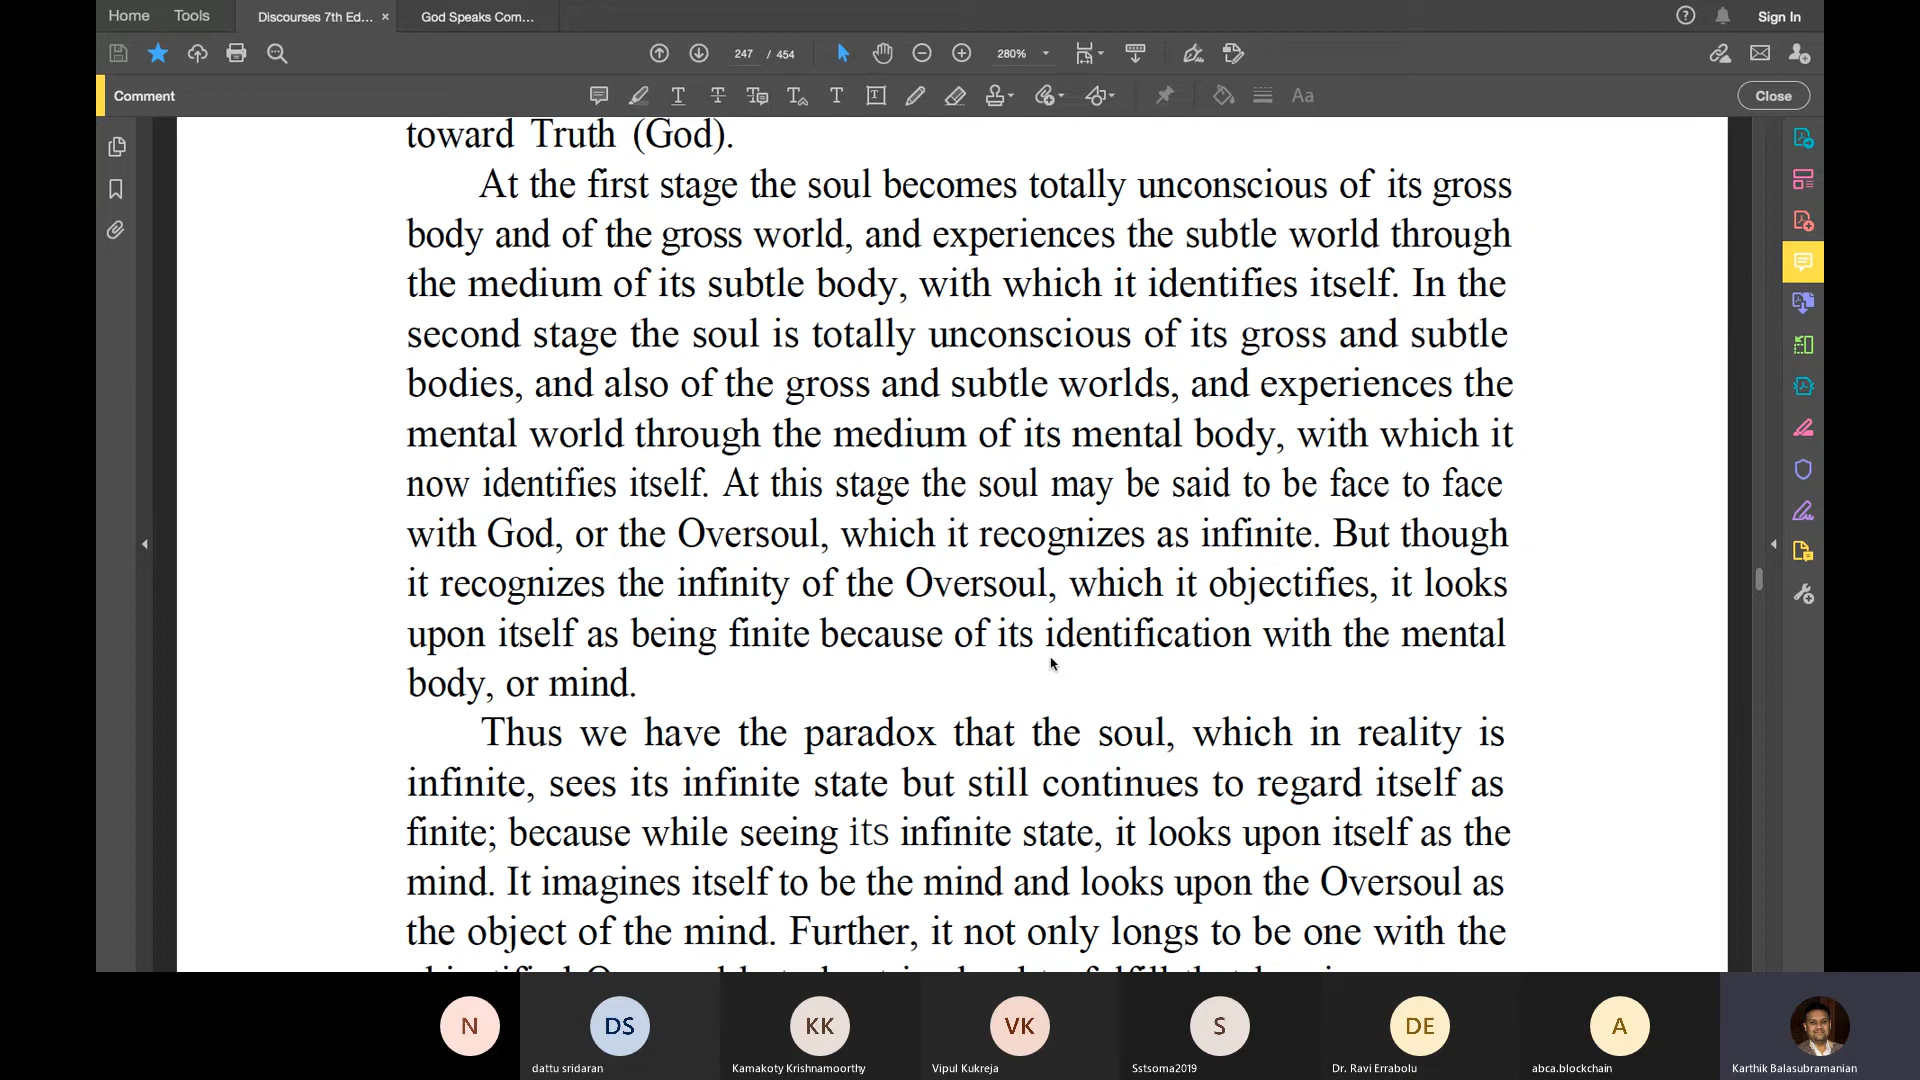 Home
Tools
Discourses 7th Ed...
×
God Speaks Com...
Sign In
247 / 454
280%
Comment
Aa
Close
toward Truth (God).
At the first stage the soul becomes totally unconscious of its gross
body and of the gross world, and experiences the subtle world through
the medium of its subtle body, with which it identifies itself. In the
second stage the soul is totally unconscious of its gross and subtle
bodies, and also of the gross and subtle worlds, and experiences the
mental world through the medium of its mental body, with which it
now identifies itself. At this stage the soul may be said to be face to face
with God, or the Oversoul, which it recognizes as infinite. But though
it recognizes the infinity of the Oversoul, which it objectifies, it looks
upon itself as being finite because of its identification with the mental
body, or mind.
Thus we have the paradox that the soul, which in reality is
infinite, sees its infinite state but still continues to regard itself as
finite; because while seeing its infinite state, it looks upon itself as the
mind. It imagines itself to be the mind and looks upon the Oversoul as
the object of the mind. Further, it not only longs to be one with the
N
DS
KK
VK
S
DE
A
dattu sridaran
Kamakoty Krishnamoorthy
Vipul Kukreja
Sstsoma2019
Dr. Ravi Errabolu
abca.blockchain
Karthik Balasubramanian